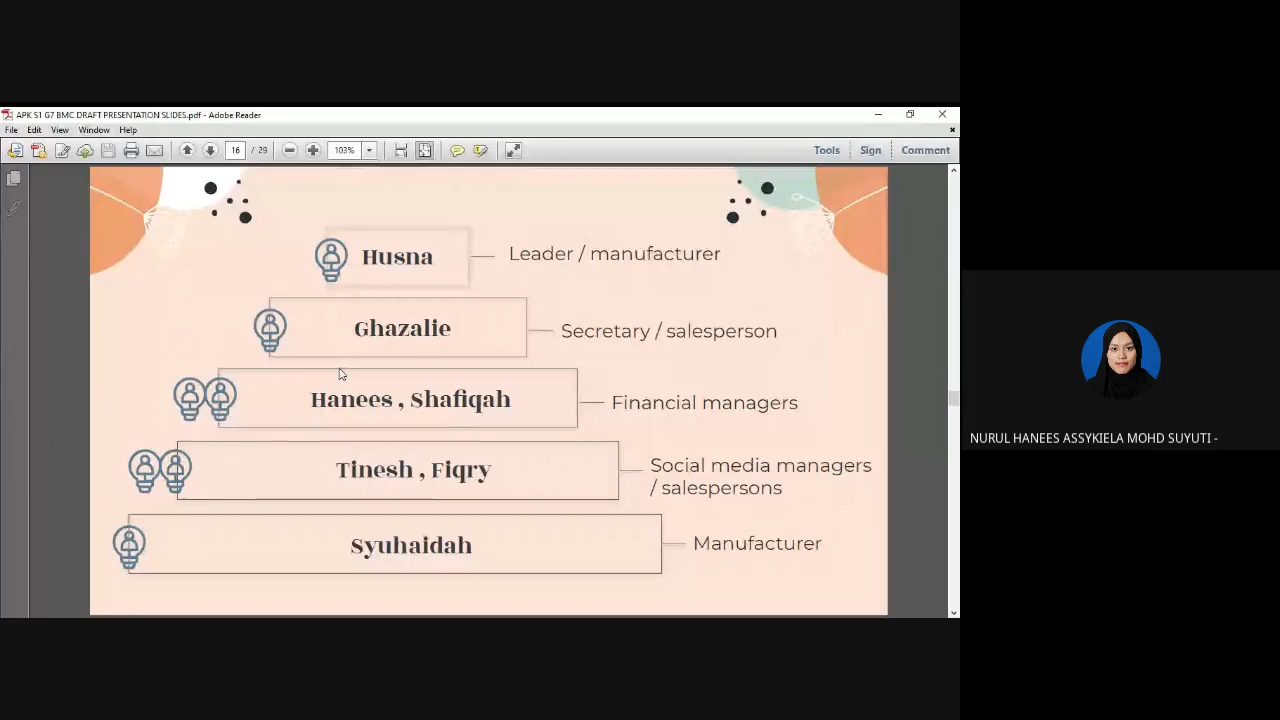 APK S1 G7 BMC DRAFT PRESENTATION SLIDES.pdf - Adobe Reader
File Edit View Window Help
16 / 29 103% Tools Sign Comment
Husna Leader / manufacturer
Ghazalie Secretary / salesperson
Hanees , Shafiqah Financial managers
Tinesh , Fiqry Social media managers
/ salespersons
Syuhaidah Manufacturer
NURUL HANEES ASSYKIELA MOHD SUYUTI -